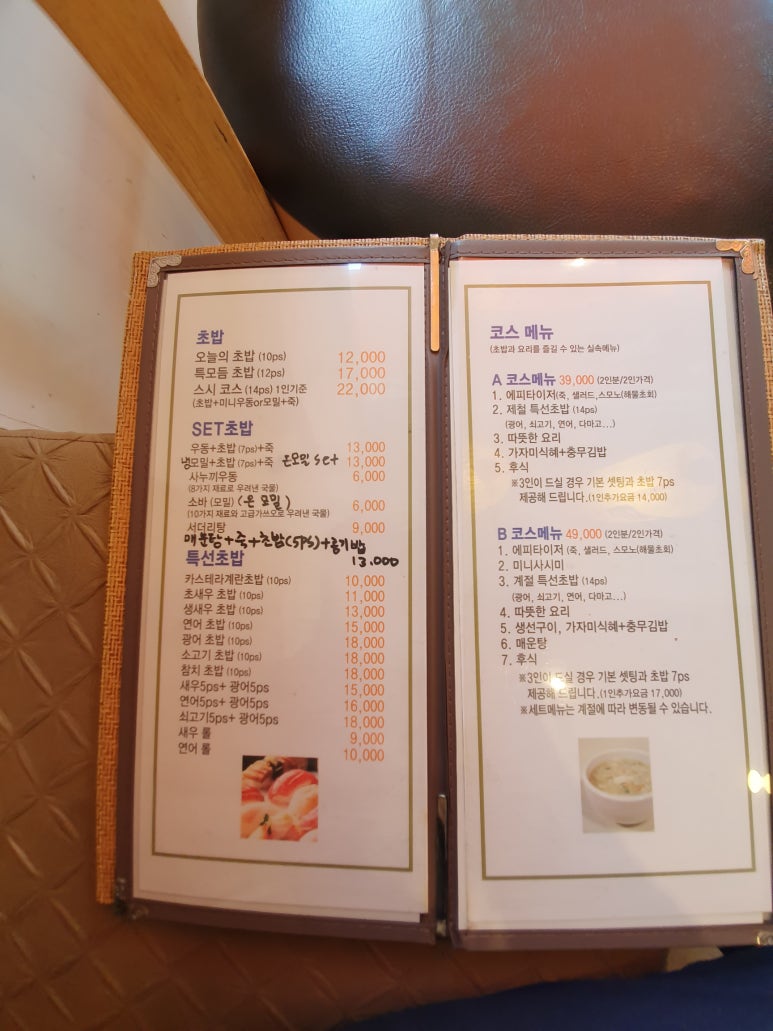 초밥
오늘의 초밥 (10ps) 12,000
특모듬 초밥 (12ps) 17,000
스시 코스 (14ps) 1인기준 22,000
(초밥+미니우동or모밀+죽)
SET초밥
우동+초밥 (7ps)+죽 13,000
냉모밀+초밥 (7ps)+죽 온모밀 set 13,000
사누끼우동 6,000
(8가지 재료로 우려낸 국물)
소바 (모밀) (온 모밀) 6,000
(10가지 재료와 고급가쓰오로 우려낸 국물)
서더리탕 9,000
매운탕+죽+초밥(5PS)+공기밥
13.000
특선초밥
카스테라계란초밥 (10ps) 10,000
초새우 초밥 (10ps) 11,000
생새우 초밥 (10ps) 13,000
연어 초밥 (10ps) 15,000
광어 초밥 (10ps) 18,000
소고기 초밥 (10ps) 18,000
참치 초밥 (10ps) 18,000
새우5ps+ 광어5ps 15,000
연어5ps+ 광어5ps 16,000
쇠고기5ps+ 광어5ps 18,000
새우 롤 9,000
연어 롤 10,000
코스 메뉴
(초밥과 요리를 즐길 수 있는 실속메뉴)
A 코스메뉴 39,000 (2인분/2인가격)
1. 에피타이저(죽, 샐러드, 스모노(해물초회)
2. 제철 특선초밥 (14ps)
(광어, 쇠고기, 연어, 다마고...)
3. 따뜻한 요리
4. 가자미식혜+충무김밥
5. 후식
※3인이 드실 경우 기본 셋팅과 초밥 7ps
제공해 드립니다.(1인추가요금 14,000)
B 코스메뉴 49,000 (2인분/2인가격)
1. 에피타이저 (죽, 샐러드, 스모노(해물초회)
2. 미니사시미
3. 계절 특선초밥 (14ps)
(광어, 쇠고기, 연어, 다마고...)
4. 따뜻한 요리
5. 생선구이, 가자미식혜+충무김밥
6. 매운탕
7. 후식
※3인이 드실 경우 기본 셋팅과 초밥 7ps
제공해 드립니다.(1인추가요금 17,000)
※세트메뉴는 계절에 따라 변동될 수 있습니다.